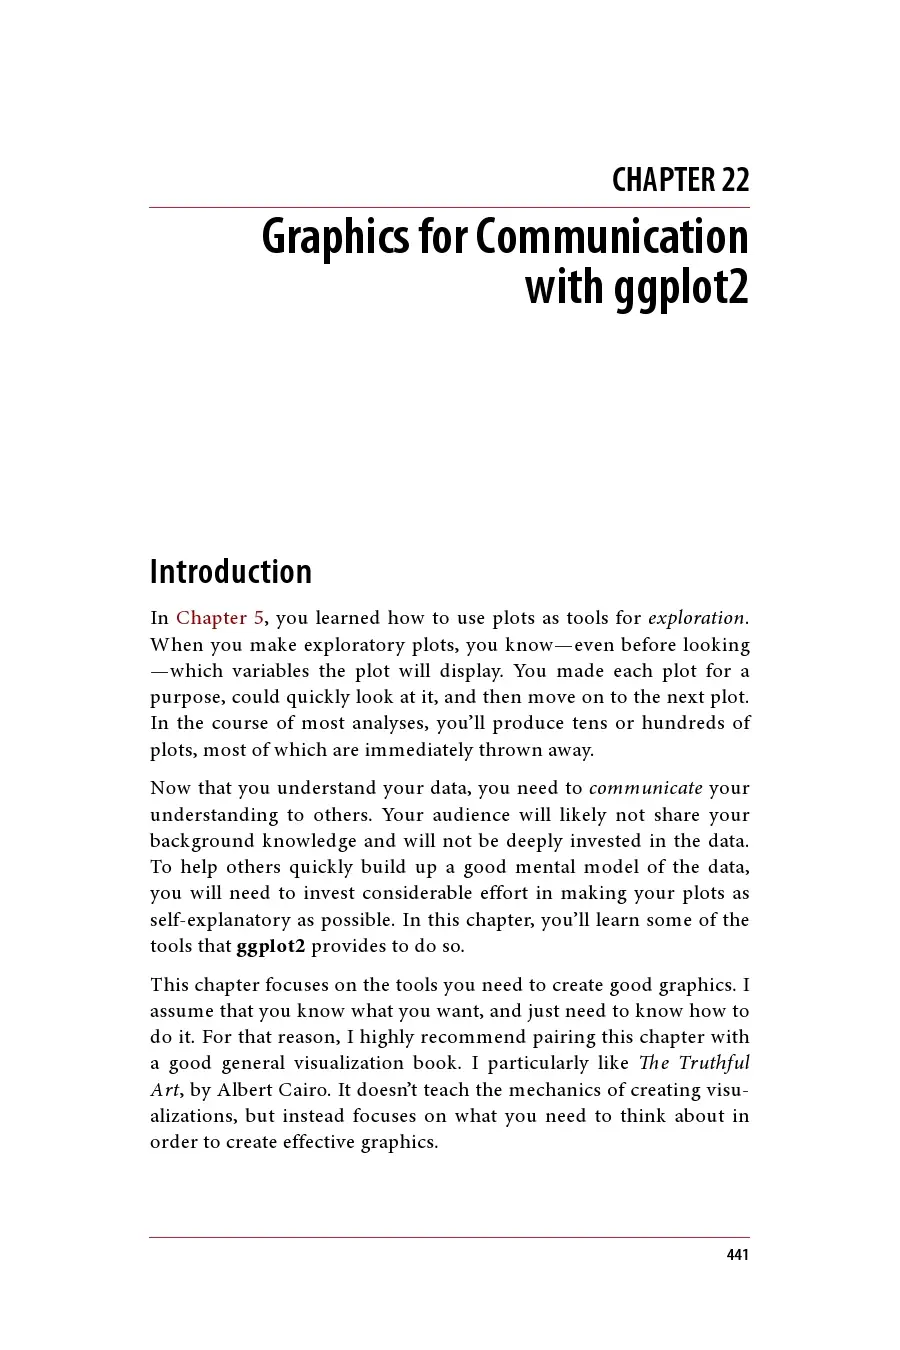 CHAPTER 22
Graphics for Communication
with ggplot2
Introduction
In Chapter 5, you learned how to use plots as tools for exploration.
When you make exploratory plots, you know—even before looking
—which variables the plot will display. You made each plot for a
purpose, could quickly look at it, and then move on to the next plot.
In the course of most analyses, you’ll produce tens or hundreds of
plots, most of which are immediately thrown away.
Now that you understand your data, you need to communicate your
understanding to others. Your audience will likely not share your
background knowledge and will not be deeply invested in the data.
To help others quickly build up a good mental model of the data,
you will need to invest considerable effort in making your plots as
self-explanatory as possible. In this chapter, you’ll learn some of the
tools that ggplot2 provides to do so.
This chapter focuses on the tools you need to create good graphics. I
assume that you know what you want, and just need to know how to
do it. For that reason, I highly recommend pairing this chapter with
a good general visualization book. I particularly like The Truthful
Art, by Albert Cairo. It doesn’t teach the mechanics of creating visu-
alizations, but instead focuses on what you need to think about in
order to create effective graphics.
441